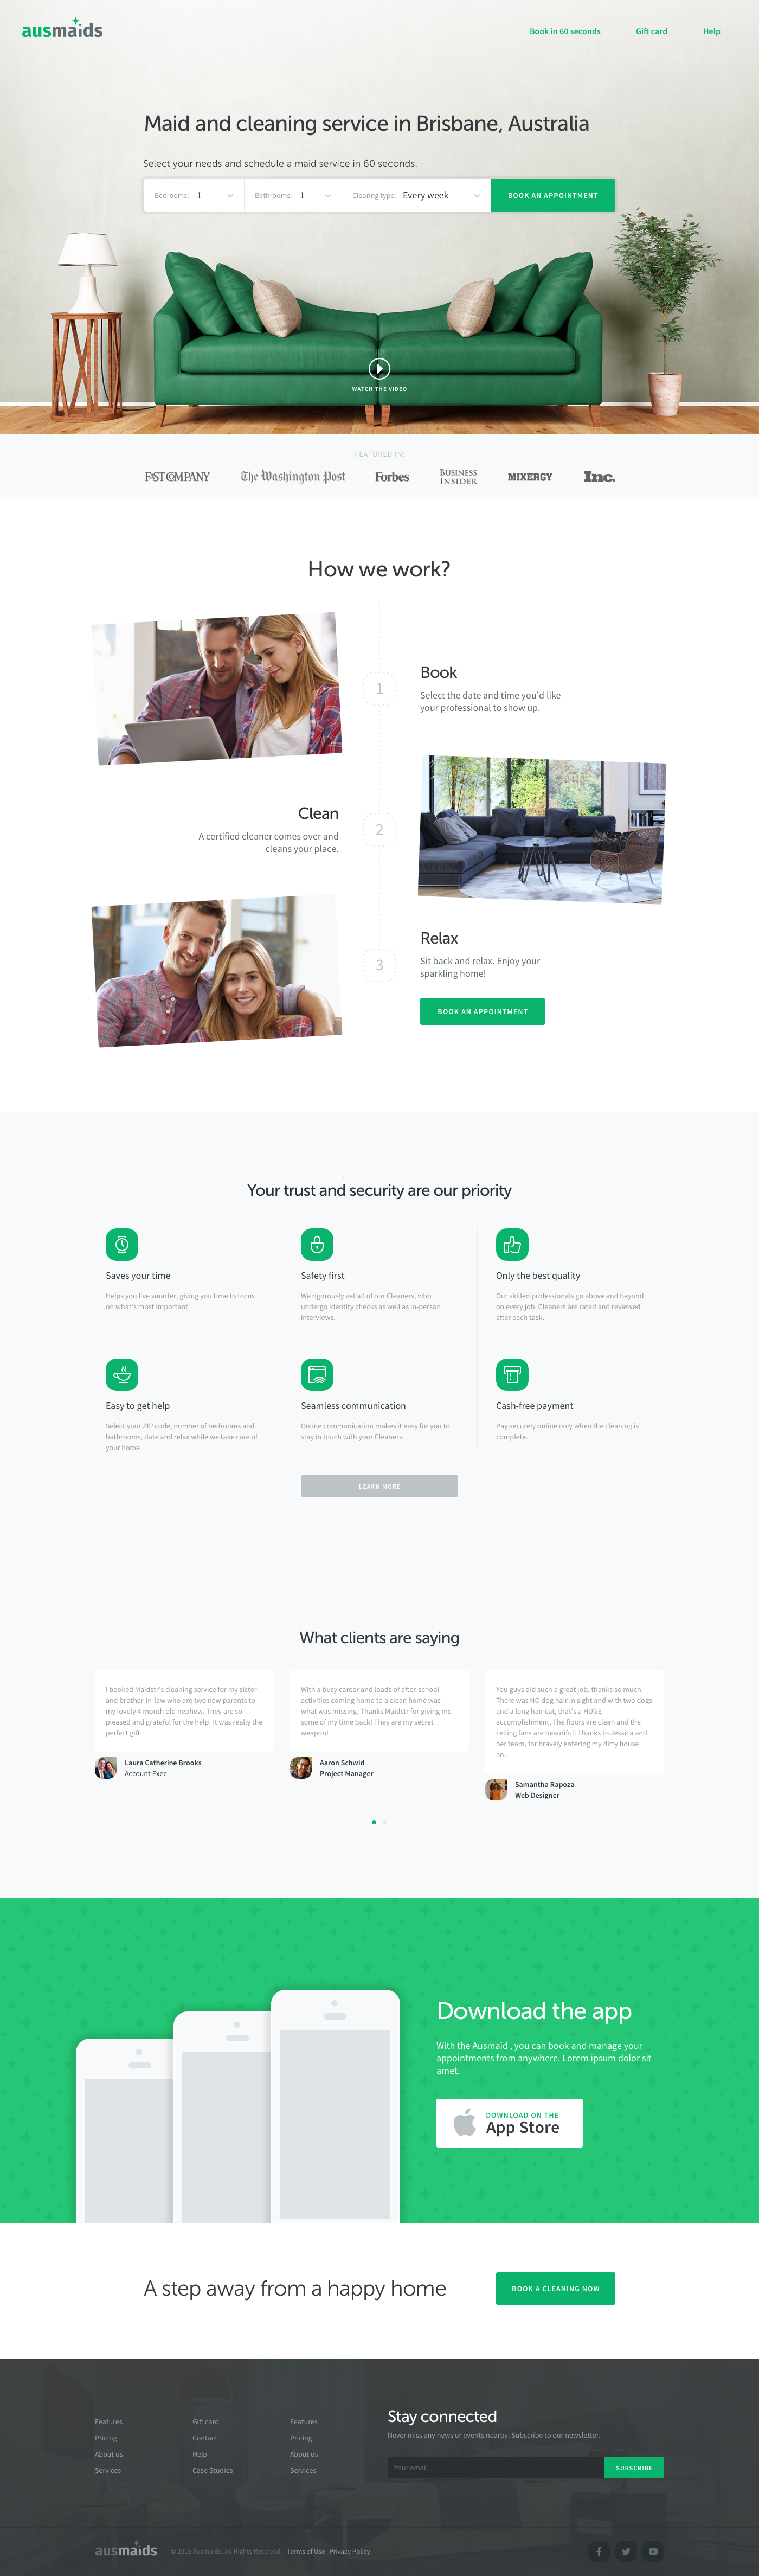 ausmaids
Book in 60 seconds
Gift card
Help
Maid and cleaning service in Brisbane, Australia
Select your needs and schedule a maid service in 60 seconds.
Bedrooms: 1
Bathrooms: 1
Clearing type: Every week
BOOK AN APPOINTMENT
WATCH THE VIDEO
FEATURED IN:
FAST COMPANY
The Washington Post
Forbes
BUSINESS
INSIDER
MIXERGY
Inc.
How we work?
1
Book
Select the date and time you'd like
your professional to show up.
Clean
A certified cleaner comes over and
cleans your place.
2
3
Relax
Sit back and relax. Enjoy your
sparkling home!
BOOK AN APPOINTMENT
Your trust and security are our priority
Saves your time
Helps you live smarter, giving you time to focus
on what's most important.
Safety first
We rigorously vet all of our Cleaners, who
undergo identity checks as well as in-person
interviews.
Only the best quality
Our skilled professionals go above and beyond
on every job. Cleaners are rated and reviewed
after each task.
Easy to get help
Select your ZIP code, number of bedrooms and
bathrooms, date and relax while we take care of
your home.
Seamless communication
Online communication makes it easy for you to
stay in touch with your Cleaners.
Cash-free payment
Pay securely online only when the cleaning is
complete.
LEARN MORE
What clients are saying
I booked Maidstr's cleaning service for my sister
and brother-in-law who are two new parents to
my lovely 4 month old nephew. They are so
pleased and grateful for the help! It was really the
perfect gift.
Laura Catherine Brooks
Account Exec
With a busy career and loads of after-school
activities coming home to a clean home was
what was missing. Thanks Maidstr for giving me
some of my time back! They are my secret
weapon!
Aaron Schwid
Project Manager
You guys did such a great job, thanks so much.
There was NO dog hair in sight and with two dogs
and a long hair cat, that's a HUGE
accomplishment. The floors are clean and the
ceiling fans are beautiful! Thanks to Jessica and
her team, for bravely entering my dirty house
an...
Samantha Rapoza
Web Designer
Download the app
With the Ausmaid , you can book and manage your
appointments from anywhere. Lorem ipsum dolor sit
amet.
DOWNLOAD ON THE
App Store
A step away from a happy home
BOOK A CLEANING NOW
Features
Pricing
About us
Services
Gift card
Contact
Help
Case Studies
Features
Pricing
About us
Services
Stay connected
Never miss any news or events nearby. Subscribe to our newsletter.
Your email...
SUBSCRIBE
ausmaids
© 2016 Ausmaids. All Rights Reserved. Terms of Use Privacy Policy